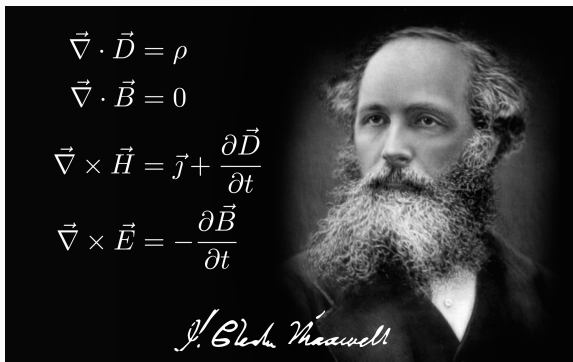 ∇⃗ · D⃗ = ρ
∇⃗ · B⃗ = 0
∇⃗ × H⃗ = ȷ⃗ + ∂D⃗/∂t
∇⃗ × E⃗ = −∂B⃗/∂t
J. Clerk Maxwell